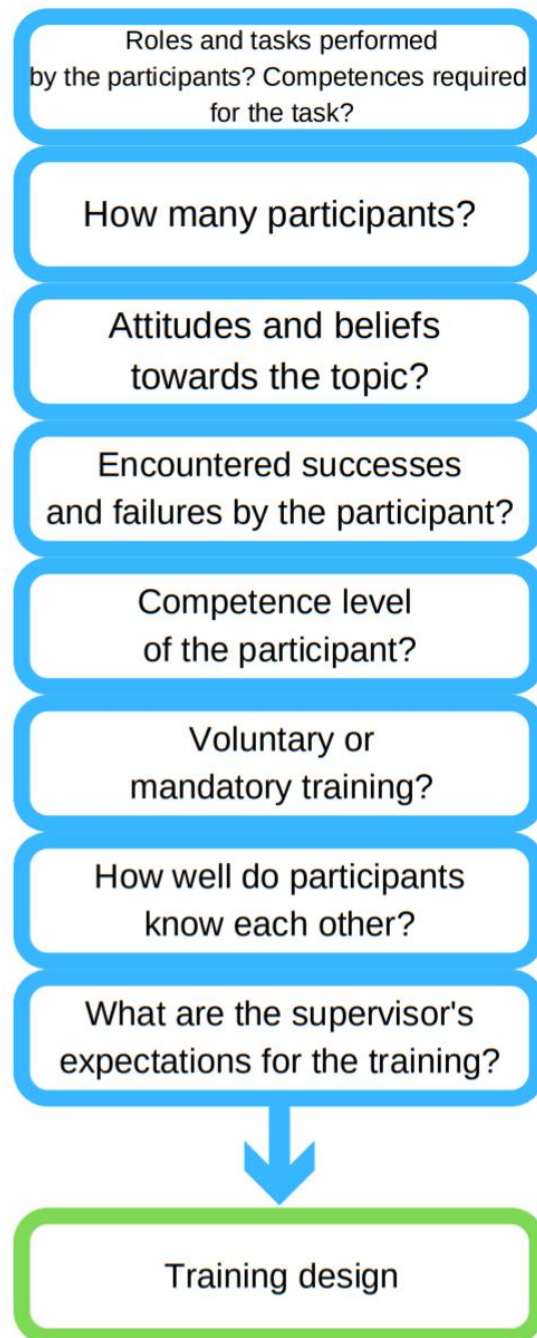 Roles and tasks performed
by the participants? Competences required
for the task?
How many participants?
Attitudes and beliefs
towards the topic?
Encountered successes
and failures by the participant?
Competence level
of the participant?
Voluntary or
mandatory training?
How well do participants
know each other?
What are the supervisor's
expectations for the training?
Training design